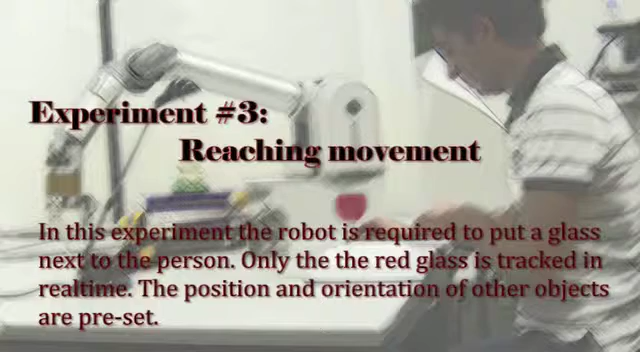 Experiment #3:
Reaching movement
In this experiment the robot is required to put a glass
next to the person. Only the the red glass is tracked in
realtime. The position and orientation of other objects
are pre-set.